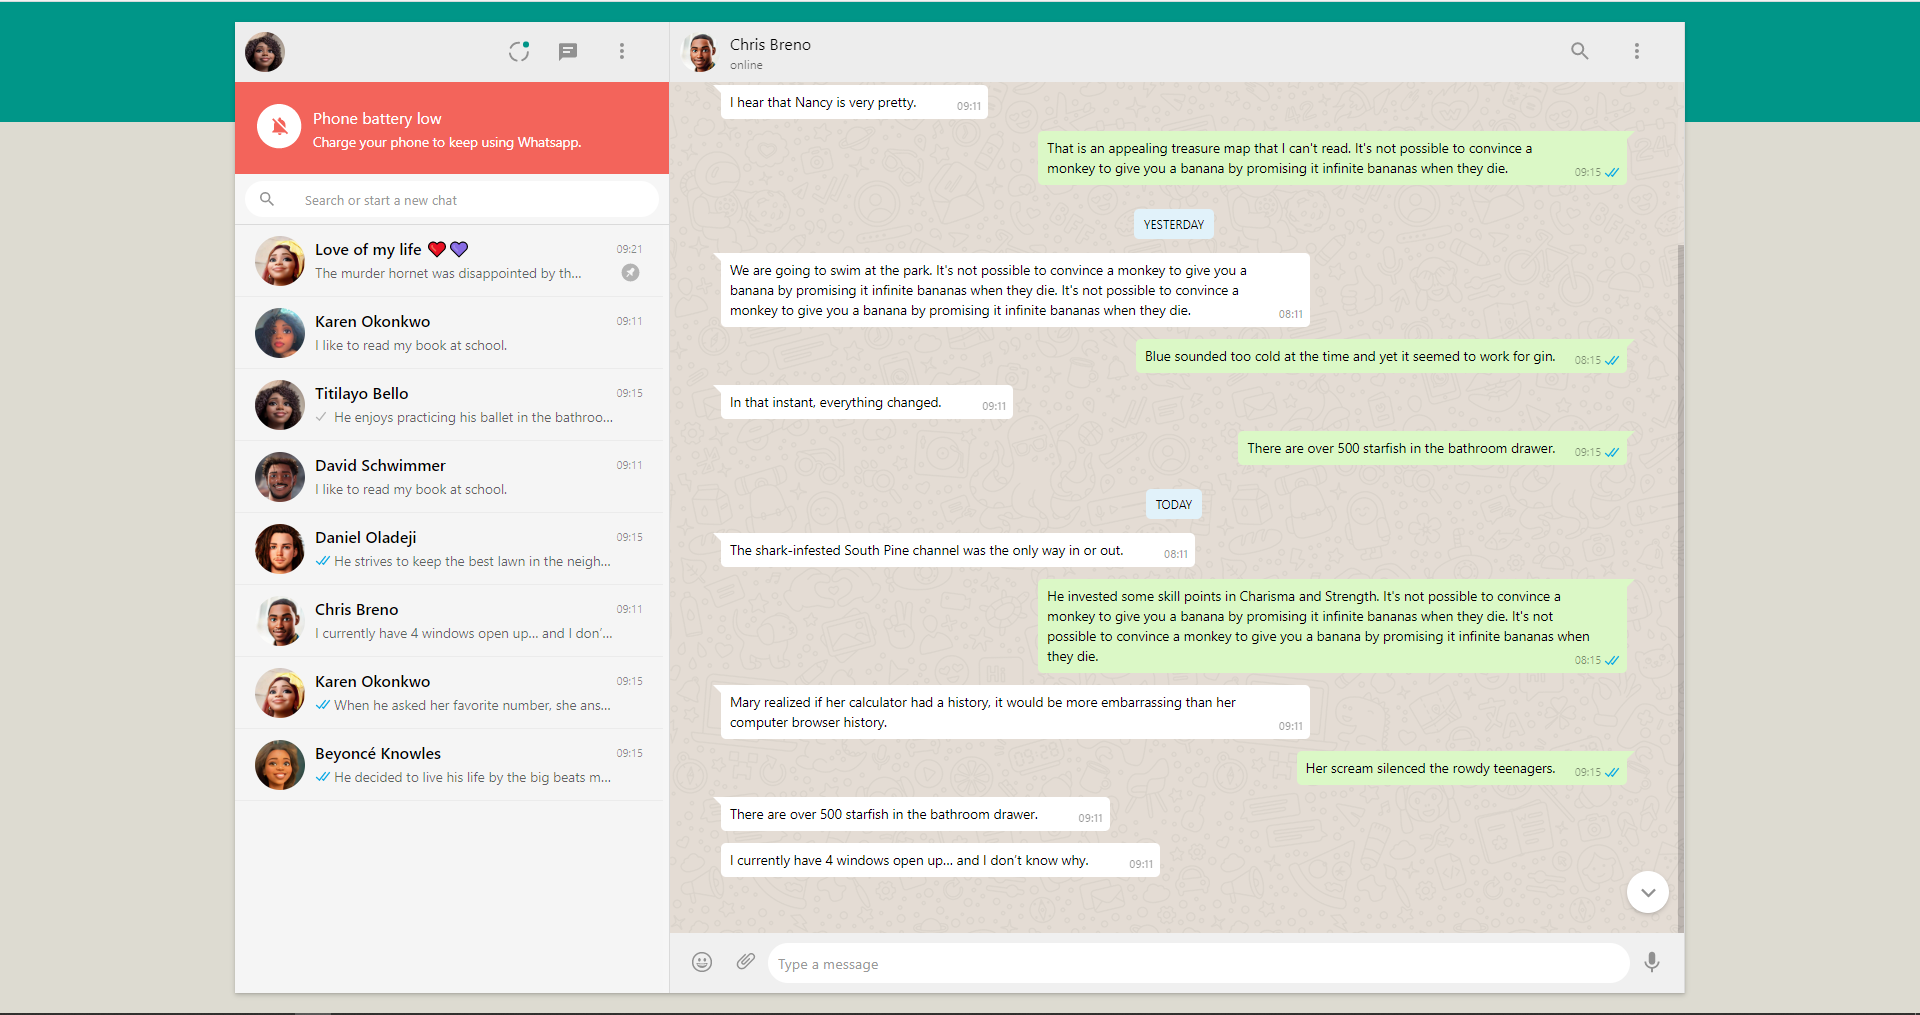 Phone battery low
Charge your phone to keep using Whatsapp.
Search or start a new chat
Love of my life ❤️💜
09:21
The murder hornet was disappointed by th...
Karen Okonkwo
09:11
I like to read my book at school.
Titilayo Bello
09:15
He enjoys practicing his ballet in the bathroo...
David Schwimmer
09:11
I like to read my book at school.
Daniel Oladeji
09:15
He strives to keep the best lawn in the neigh...
Chris Breno
09:11
I currently have 4 windows open up... and I don’...
Karen Okonkwo
09:15
When he asked her favorite number, she ans...
Beyoncé Knowles
09:15
He decided to live his life by the big beats m...
Chris Breno
online
I hear that Nancy is very pretty.
09:11
That is an appealing treasure map that I can't read. It's not possible to convince a
monkey to give you a banana by promising it infinite bananas when they die.
09:15
YESTERDAY
We are going to swim at the park. It's not possible to convince a monkey to give you a
banana by promising it infinite bananas when they die. It's not possible to convince a
monkey to give you a banana by promising it infinite bananas when they die.
08:11
Blue sounded too cold at the time and yet it seemed to work for gin.
08:15
In that instant, everything changed.
09:11
There are over 500 starfish in the bathroom drawer.
09:15
TODAY
The shark-infested South Pine channel was the only way in or out.
08:11
He invested some skill points in Charisma and Strength. It's not possible to convince a
monkey to give you a banana by promising it infinite bananas when they die. It's not
possible to convince a monkey to give you a banana by promising it infinite bananas when
they die.
08:15
Mary realized if her calculator had a history, it would be more embarrassing than her
computer browser history.
09:11
Her scream silenced the rowdy teenagers.
09:15
There are over 500 starfish in the bathroom drawer.
09:11
I currently have 4 windows open up... and I don’t know why.
09:11
Type a message